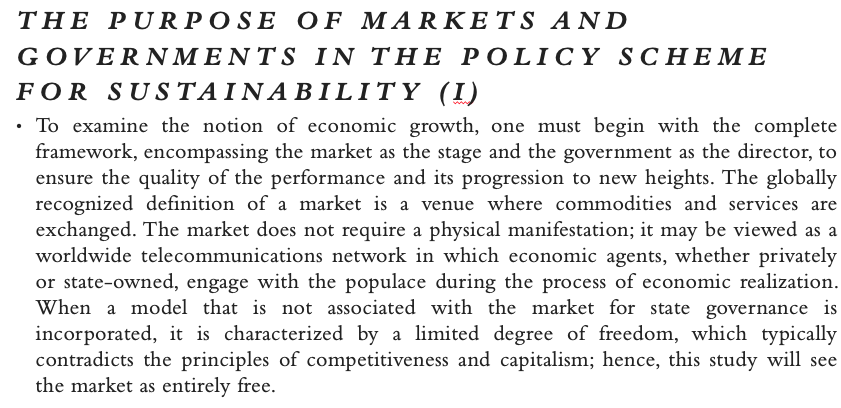 THE PURPOSE OF MARKETS AND
GOVERNMENTS IN THE POLICY SCHEME
FOR SUSTAINABILITY (I)
• To examine the notion of economic growth, one must begin with the complete
framework, encompassing the market as the stage and the government as the director, to
ensure the quality of the performance and its progression to new heights. The globally
recognized definition of a market is a venue where commodities and services are
exchanged. The market does not require a physical manifestation; it may be viewed as a
worldwide telecommunications network in which economic agents, whether privately
or state-owned, engage with the populace during the process of economic realization.
When a model that is not associated with the market for state governance is
incorporated, it is characterized by a limited degree of freedom, which typically
contradicts the principles of competitiveness and capitalism; hence, this study will see
the market as entirely free.